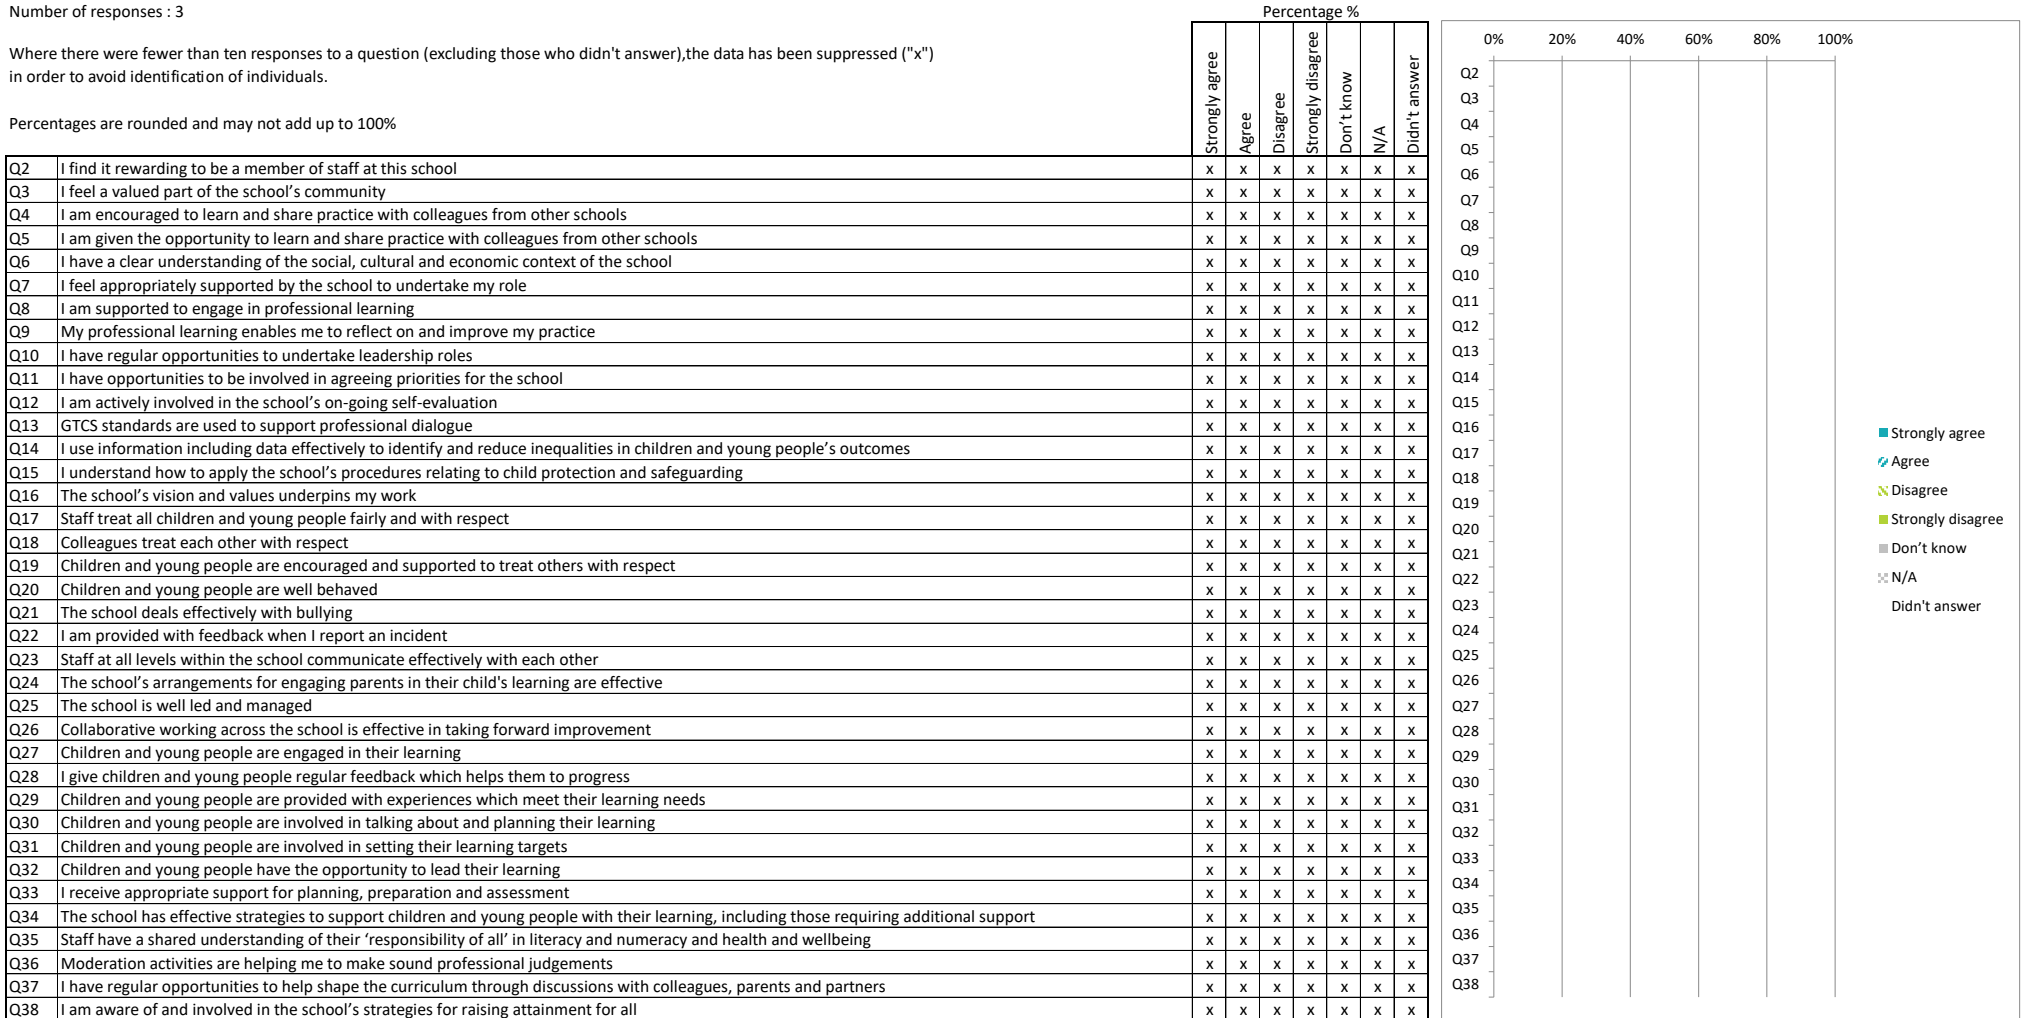 Number of responses : 3
Percentage %
Where there were fewer than ten responses to a question (excluding those who didn't answer),the data has been suppressed ("x")
in order to avoid identification of individuals.
Percentages are rounded and may not add up to 100%
Strongly agree
Agree
Disagree
Strongly disagree
Don't know
N/A
Didn't answer
Q2 I find it rewarding to be a member of staff at this school x x x x x x x
Q3 I feel a valued part of the school’s community x x x x x x x
Q4 I am encouraged to learn and share practice with colleagues from other schools x x x x x x x
Q5 I am given the opportunity to learn and share practice with colleagues from other schools x x x x x x x
Q6 I have a clear understanding of the social, cultural and economic context of the school x x x x x x x
Q7 I feel appropriately supported by the school to undertake my role x x x x x x x
Q8 I am supported to engage in professional learning x x x x x x x
Q9 My professional learning enables me to reflect on and improve my practice x x x x x x x
Q10 I have regular opportunities to undertake leadership roles x x x x x x x
Q11 I have opportunities to be involved in agreeing priorities for the school x x x x x x x
Q12 I am actively involved in the school’s on-going self-evaluation x x x x x x x
Q13 GTCS standards are used to support professional dialogue x x x x x x x
Q14 I use information including data effectively to identify and reduce inequalities in children and young people’s outcomes x x x x x x x
Q15 I understand how to apply the school’s procedures relating to child protection and safeguarding x x x x x x x
Q16 The school’s vision and values underpins my work x x x x x x x
Q17 Staff treat all children and young people fairly and with respect x x x x x x x
Q18 Colleagues treat each other with respect x x x x x x x
Q19 Children and young people are encouraged and supported to treat others with respect x x x x x x x
Q20 Children and young people are well behaved x x x x x x x
Q21 The school deals effectively with bullying x x x x x x x
Q22 I am provided with feedback when I report an incident x x x x x x x
Q23 Staff at all levels within the school communicate effectively with each other x x x x x x x
Q24 The school’s arrangements for engaging parents in their child's learning are effective x x x x x x x
Q25 The school is well led and managed x x x x x x x
Q26 Collaborative working across the school is effective in taking forward improvement x x x x x x x
Q27 Children and young people are engaged in their learning x x x x x x x
Q28 I give children and young people regular feedback which helps them to progress x x x x x x x
Q29 Children and young people are provided with experiences which meet their learning needs x x x x x x x
Q30 Children and young people are involved in talking about and planning their learning x x x x x x x
Q31 Children and young people are involved in setting their learning targets x x x x x x x
Q32 Children and young people have the opportunity to lead their learning x x x x x x x
Q33 I receive appropriate support for planning, preparation and assessment x x x x x x x
Q34 The school has effective strategies to support children and young people with their learning, including those requiring additional support x x x x x x x
Q35 Staff have a shared understanding of their ‘responsibility of all’ in literacy and numeracy and health and wellbeing x x x x x x x
Q36 Moderation activities are helping me to make sound professional judgements x x x x x x x
Q37 I have regular opportunities to help shape the curriculum through discussions with colleagues, parents and partners x x x x x x x
Q38 I am aware of and involved in the school’s strategies for raising attainment for all x x x x x x x
0% 20% 40% 60% 80% 100%
Q2
Q3
Q4
Q5
Q6
Q7
Q8
Q9
Q10
Q11
Q12
Q13
Q14
Q15
Q16
Q17
Q18
Q19
Q20
Q21
Q22
Q23
Q24
Q25
Q26
Q27
Q28
Q29
Q30
Q31
Q32
Q33
Q34
Q35
Q36
Q37
Q38
Strongly agree
Agree
Disagree
Strongly disagree
Don’t know
N/A
Didn't answer